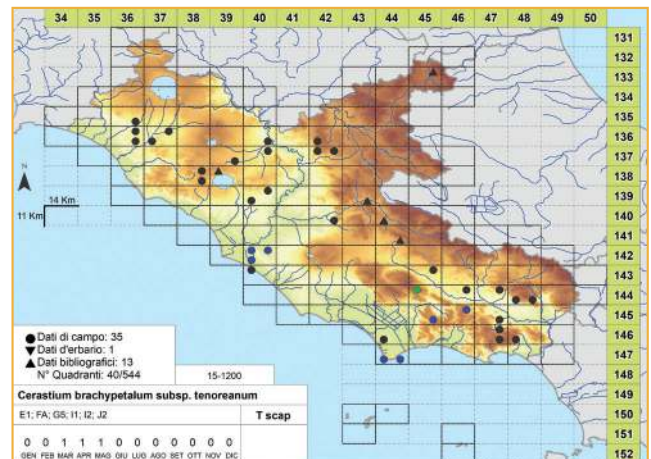 34 35 36 37 38 39 40 41 42 43 44 45 46 47 48 49 50
131
132
133
134
135
136
137
138
139
140
141
142
143
144
145
146
147
148
149
150
151
152
N
14 Km
11 Km
Dati di campo: 35
Dati d'erbario: 1
Dati bibliografici: 13
N° Quadranti: 40/544
15-1200
Cerastium brachypetalum subsp. tenoreanum
E1; FA; G5; I1; I2; J2
T scap
0 0 1 1 1 0 0 0 0 0 0 0
GEN FEB MAR APR MAG GIU LUG AGO SET OTT NOV DIC